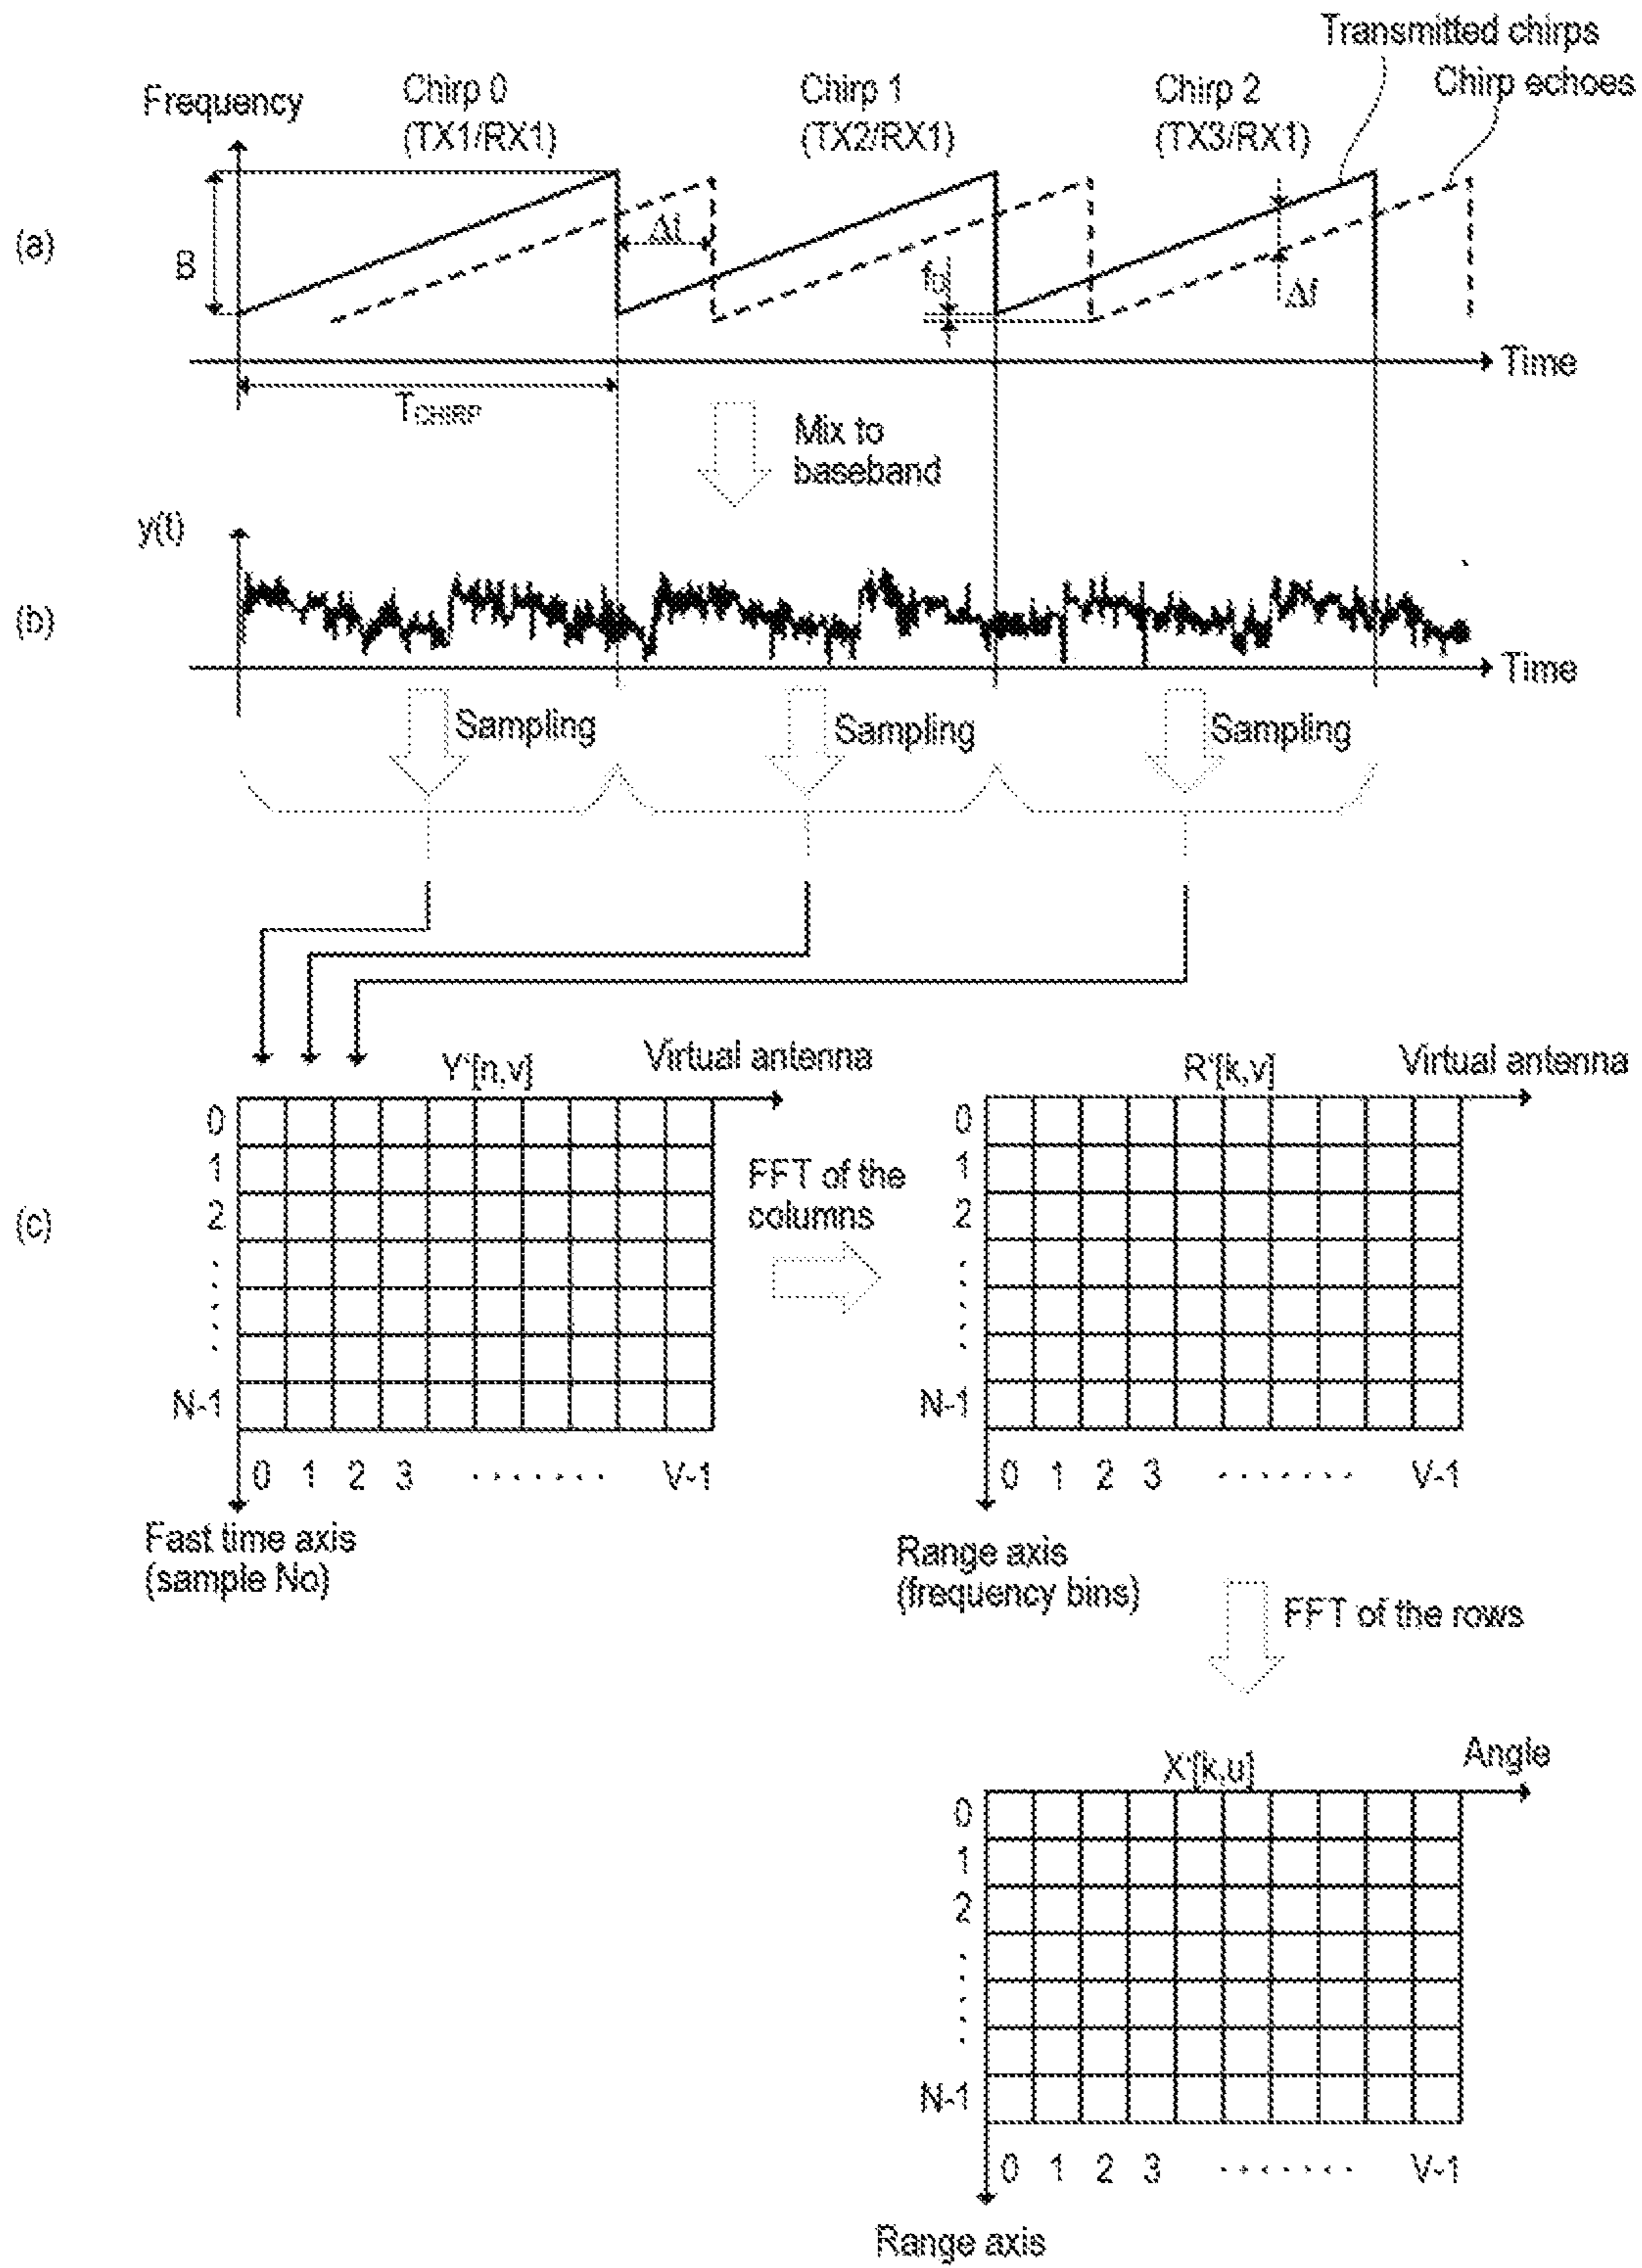 Transmitted chirps
Chirp echoes
Frequency
Chirp 0
(TX1/RX1)
Chirp 1
(TX2/RX1)
Chirp 2
(TX3/RX1)
(a)
B
Δt
f_D
Δf
Time
T_CHIRP
Mix to
baseband
y(t)
(b)
Time
Sampling
Sampling
Sampling
Y'[n,v]
Virtual antenna
R'[k,v]
Virtual antenna
(c)
0
1
2
N-1
0 1 2 3 ....... V-1
Fast time axis
(sample No)
FFT of the
columns
0
1
2
N-1
0 1 2 3 ....... V-1
Range axis
(frequency bins)
FFT of the rows
X'[k,u]
Angle
0
1
2
N-1
0 1 2 3 ....... V-1
Range axis